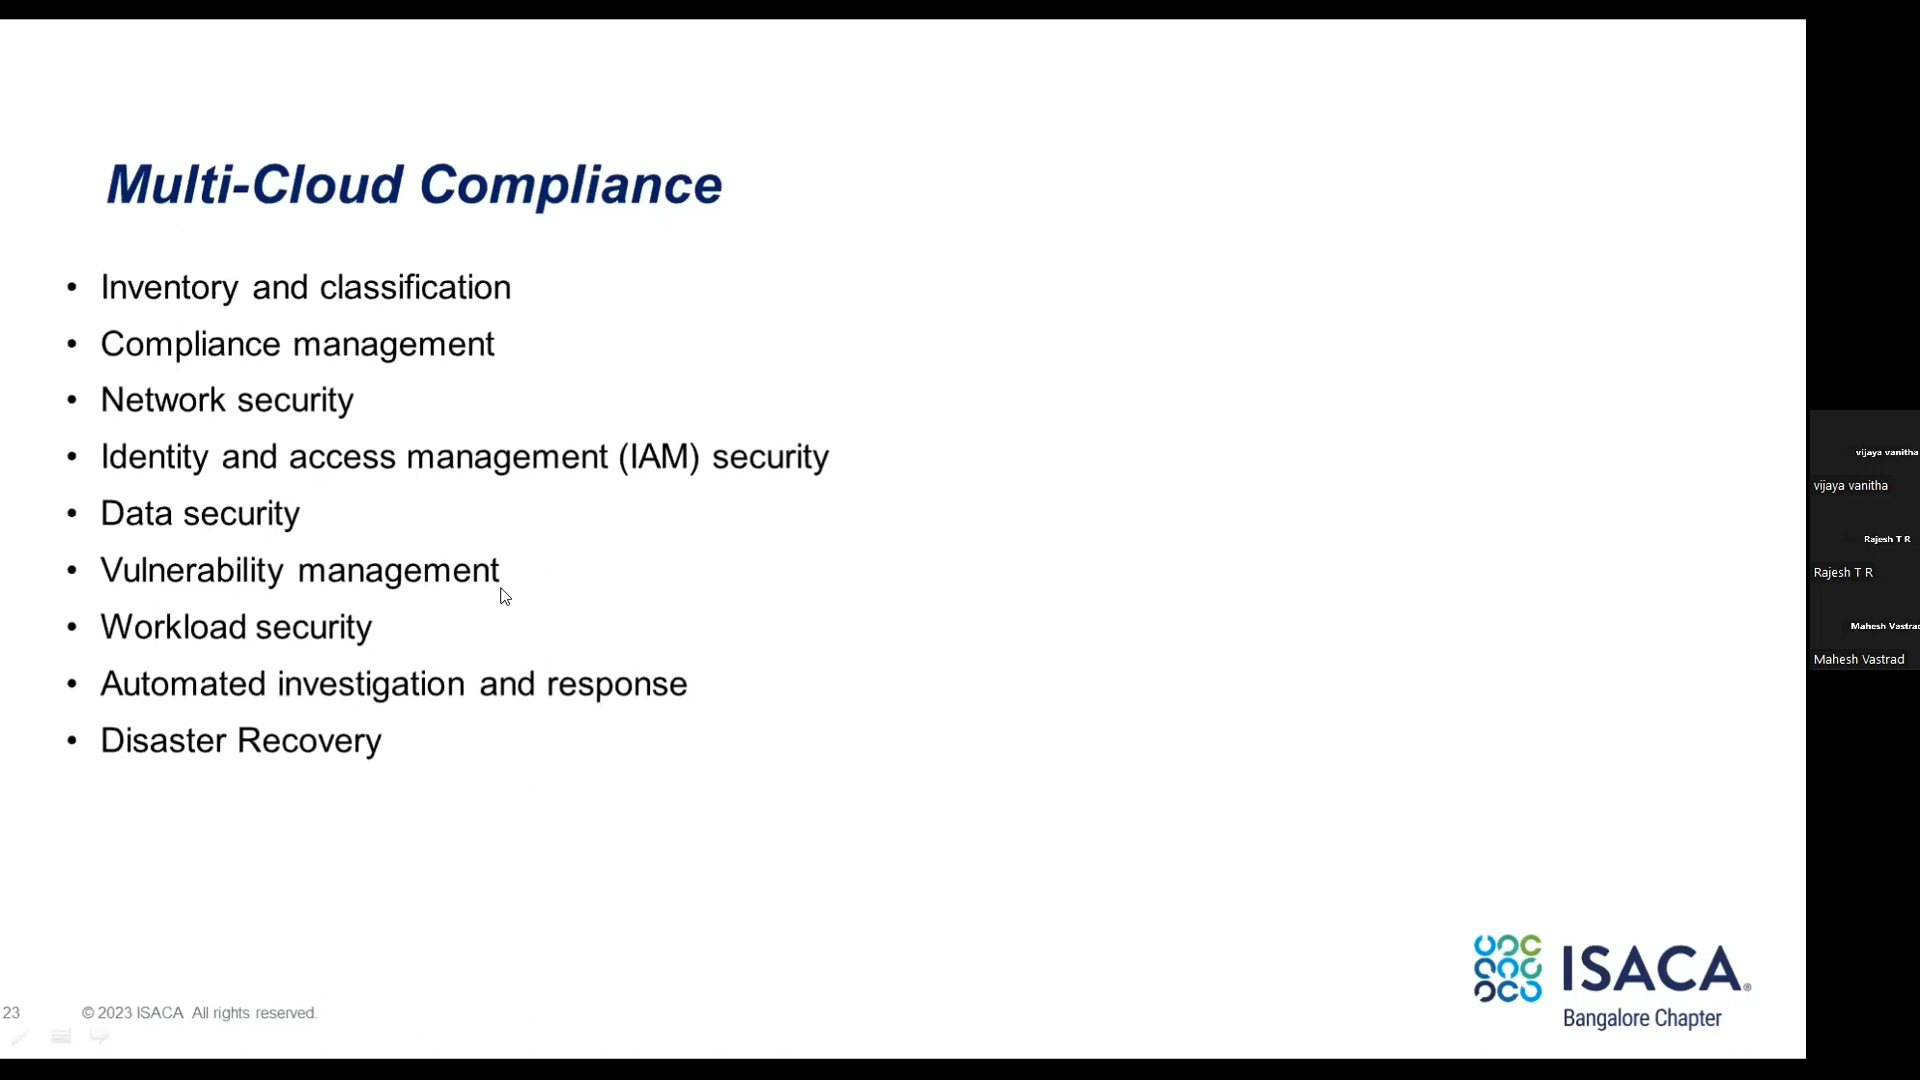 Multi-Cloud Compliance
• Inventory and classification
• Compliance management
• Network security
• Identity and access management (IAM) security
• Data security
• Vulnerability management
• Workload security
• Automated investigation and response
• Disaster Recovery
23 © 2023 ISACA All rights reserved.
ISACA®
Bangalore Chapter
vijaya vanitha
vijaya vanitha
Rajesh T R
Rajesh T R
Mahesh Vastrad
Mahesh Vastrad